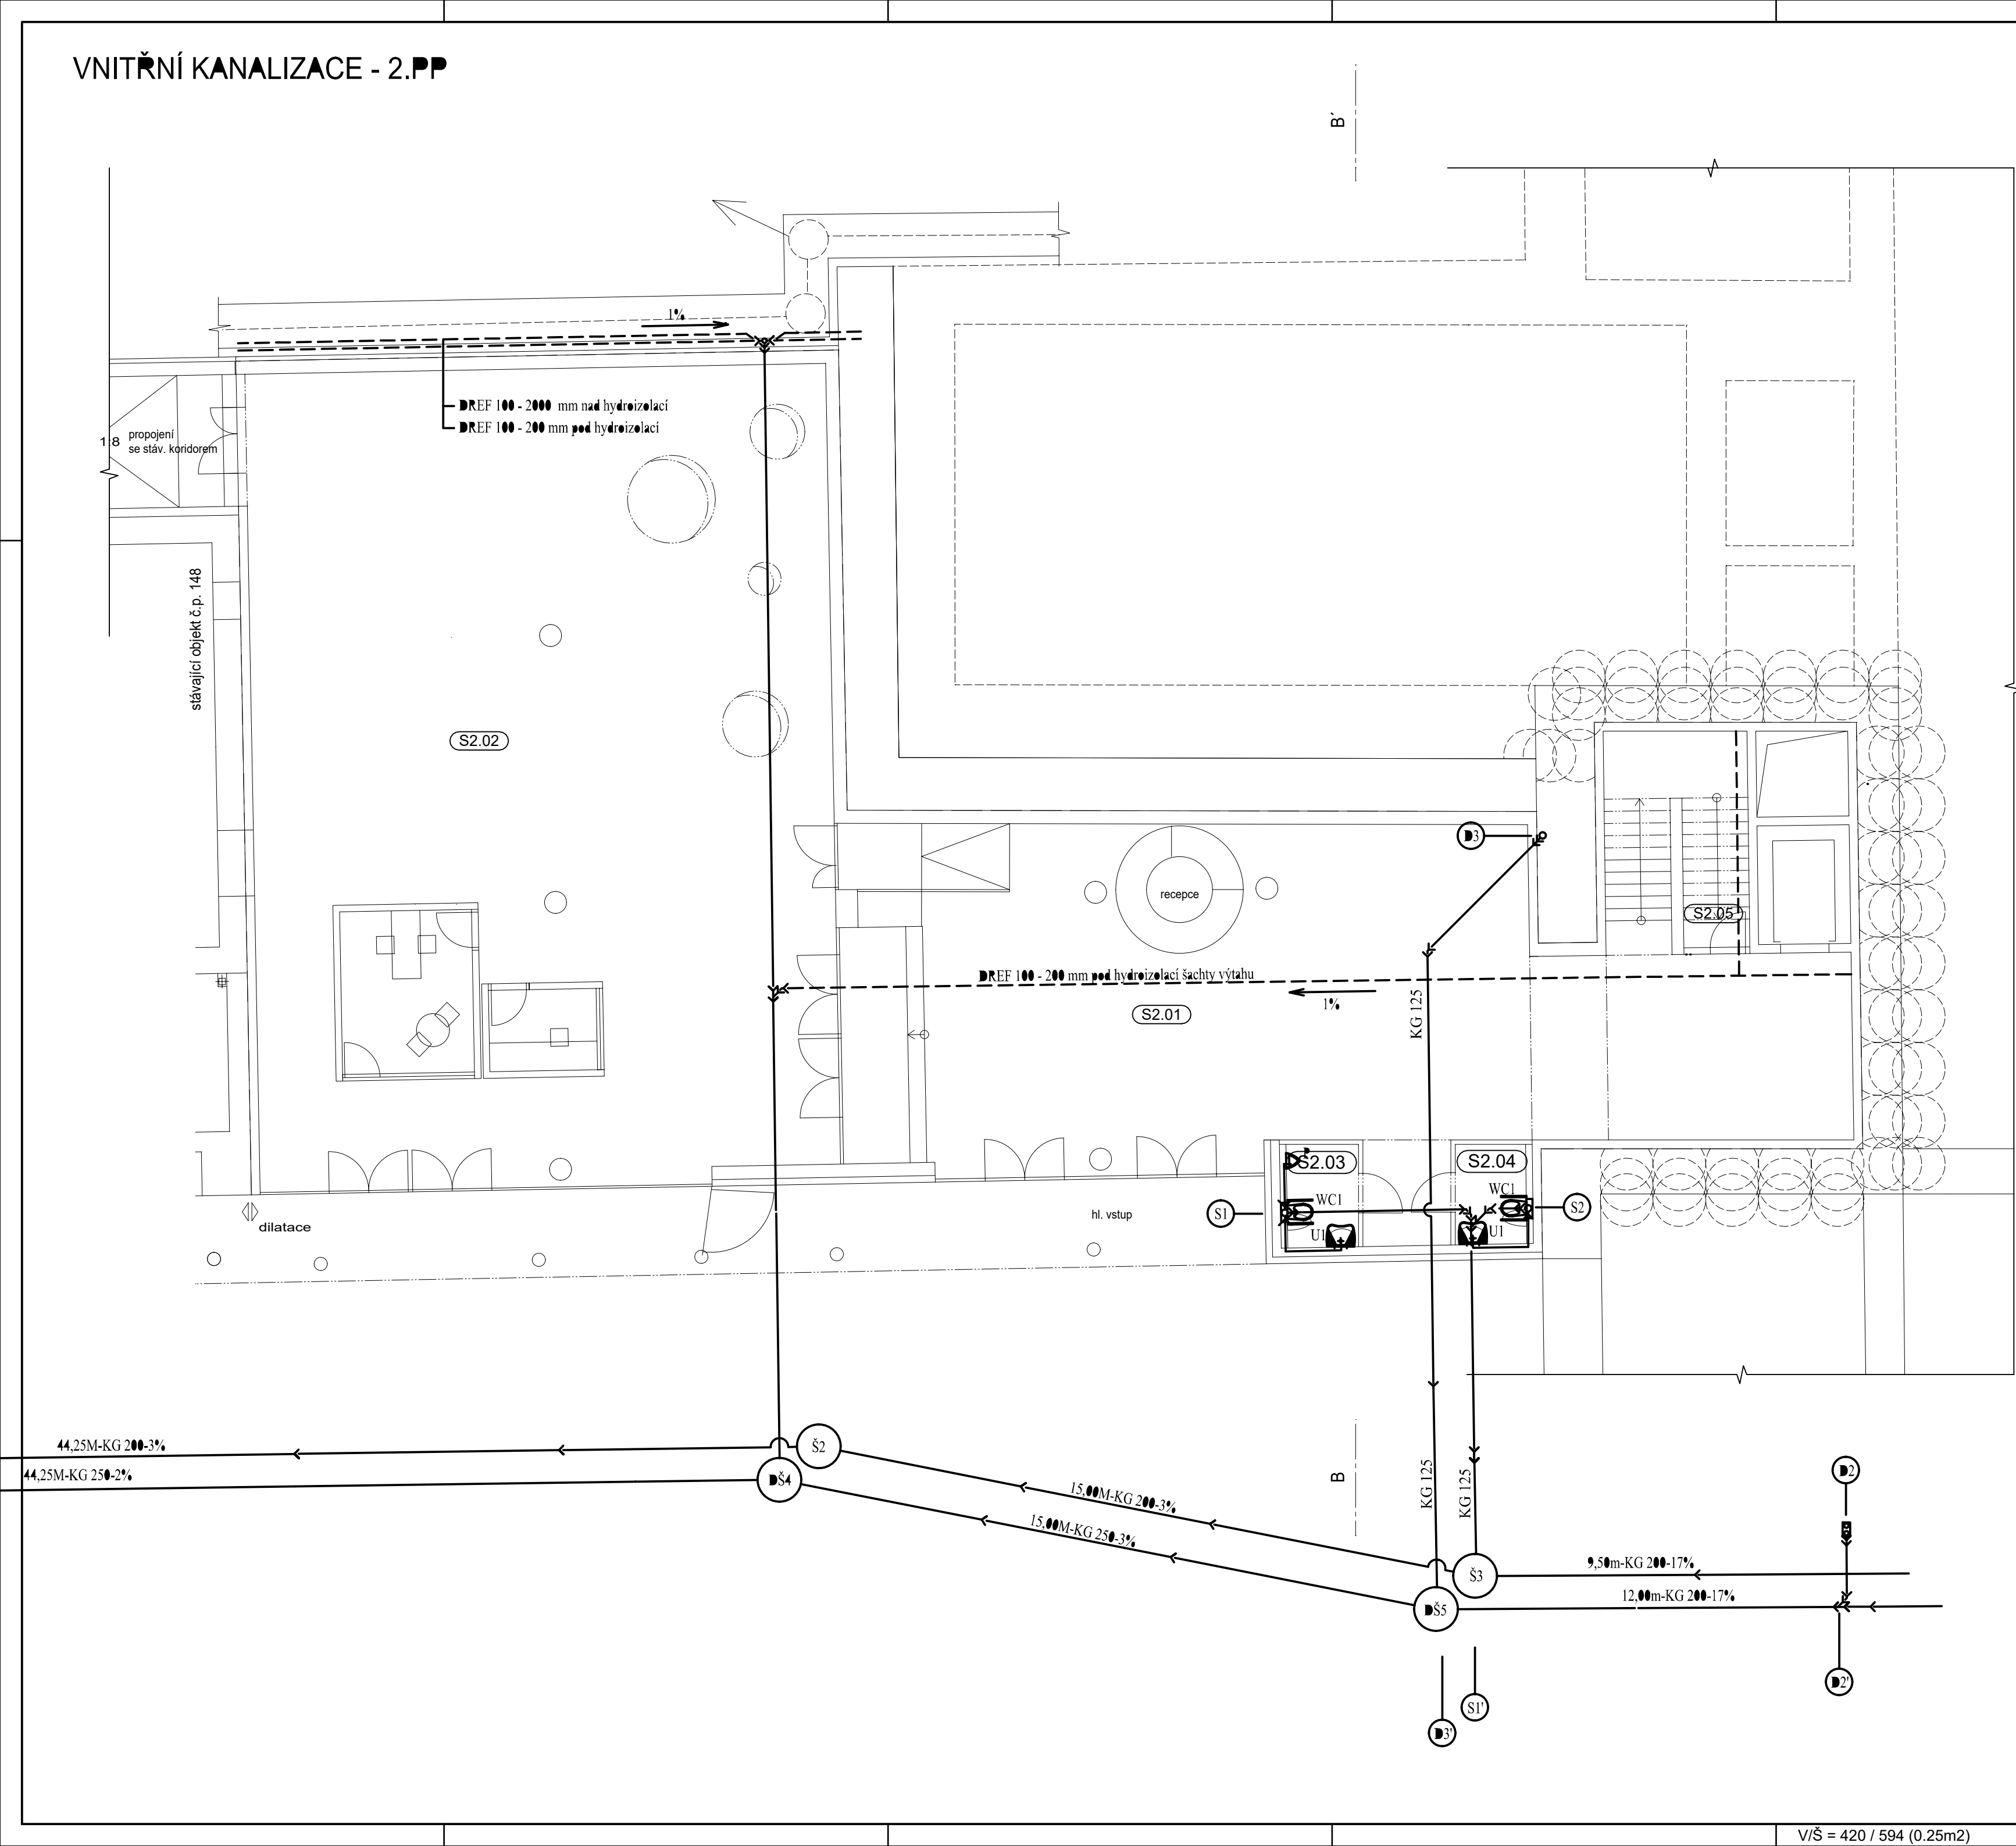 VNITŘNÍ KANALIZACE - 2.PP
B´
1%
DREF 100 - 2000 mm nad hydroizolací
DREF 100 - 200 mm pod hydroizolací
1:8
propojení
se stáv. koridorem
stávající objekt č.p. 148
S2.02
D3
recepce
S2.05
DREF 100 - 200 mm pod hydroizolací šachty výtahu
1%
S2.01
KG 125
S2.03
S2.04
WC1
WC1
S1
S2
U1
U1
hl. vstup
dilatace
44,25M-KG 200-3%
Š2
44,25M-KG 250-2%
DŠ4
15,00M-KG 200-3%
15,00M-KG 250-3%
B
KG 125
KG 125
D2
9,50m-KG 200-17%
Š3
12,00m-KG 200-17%
DŠ5
D2'
S1'
D3'
V/Š = 420 / 594 (0.25m2)